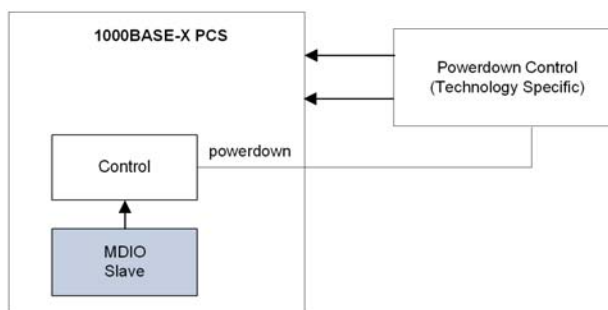 1000BASE-X PCS
Powerdown Control
(Technology Specific)
powerdown
Control
MDIO
Slave